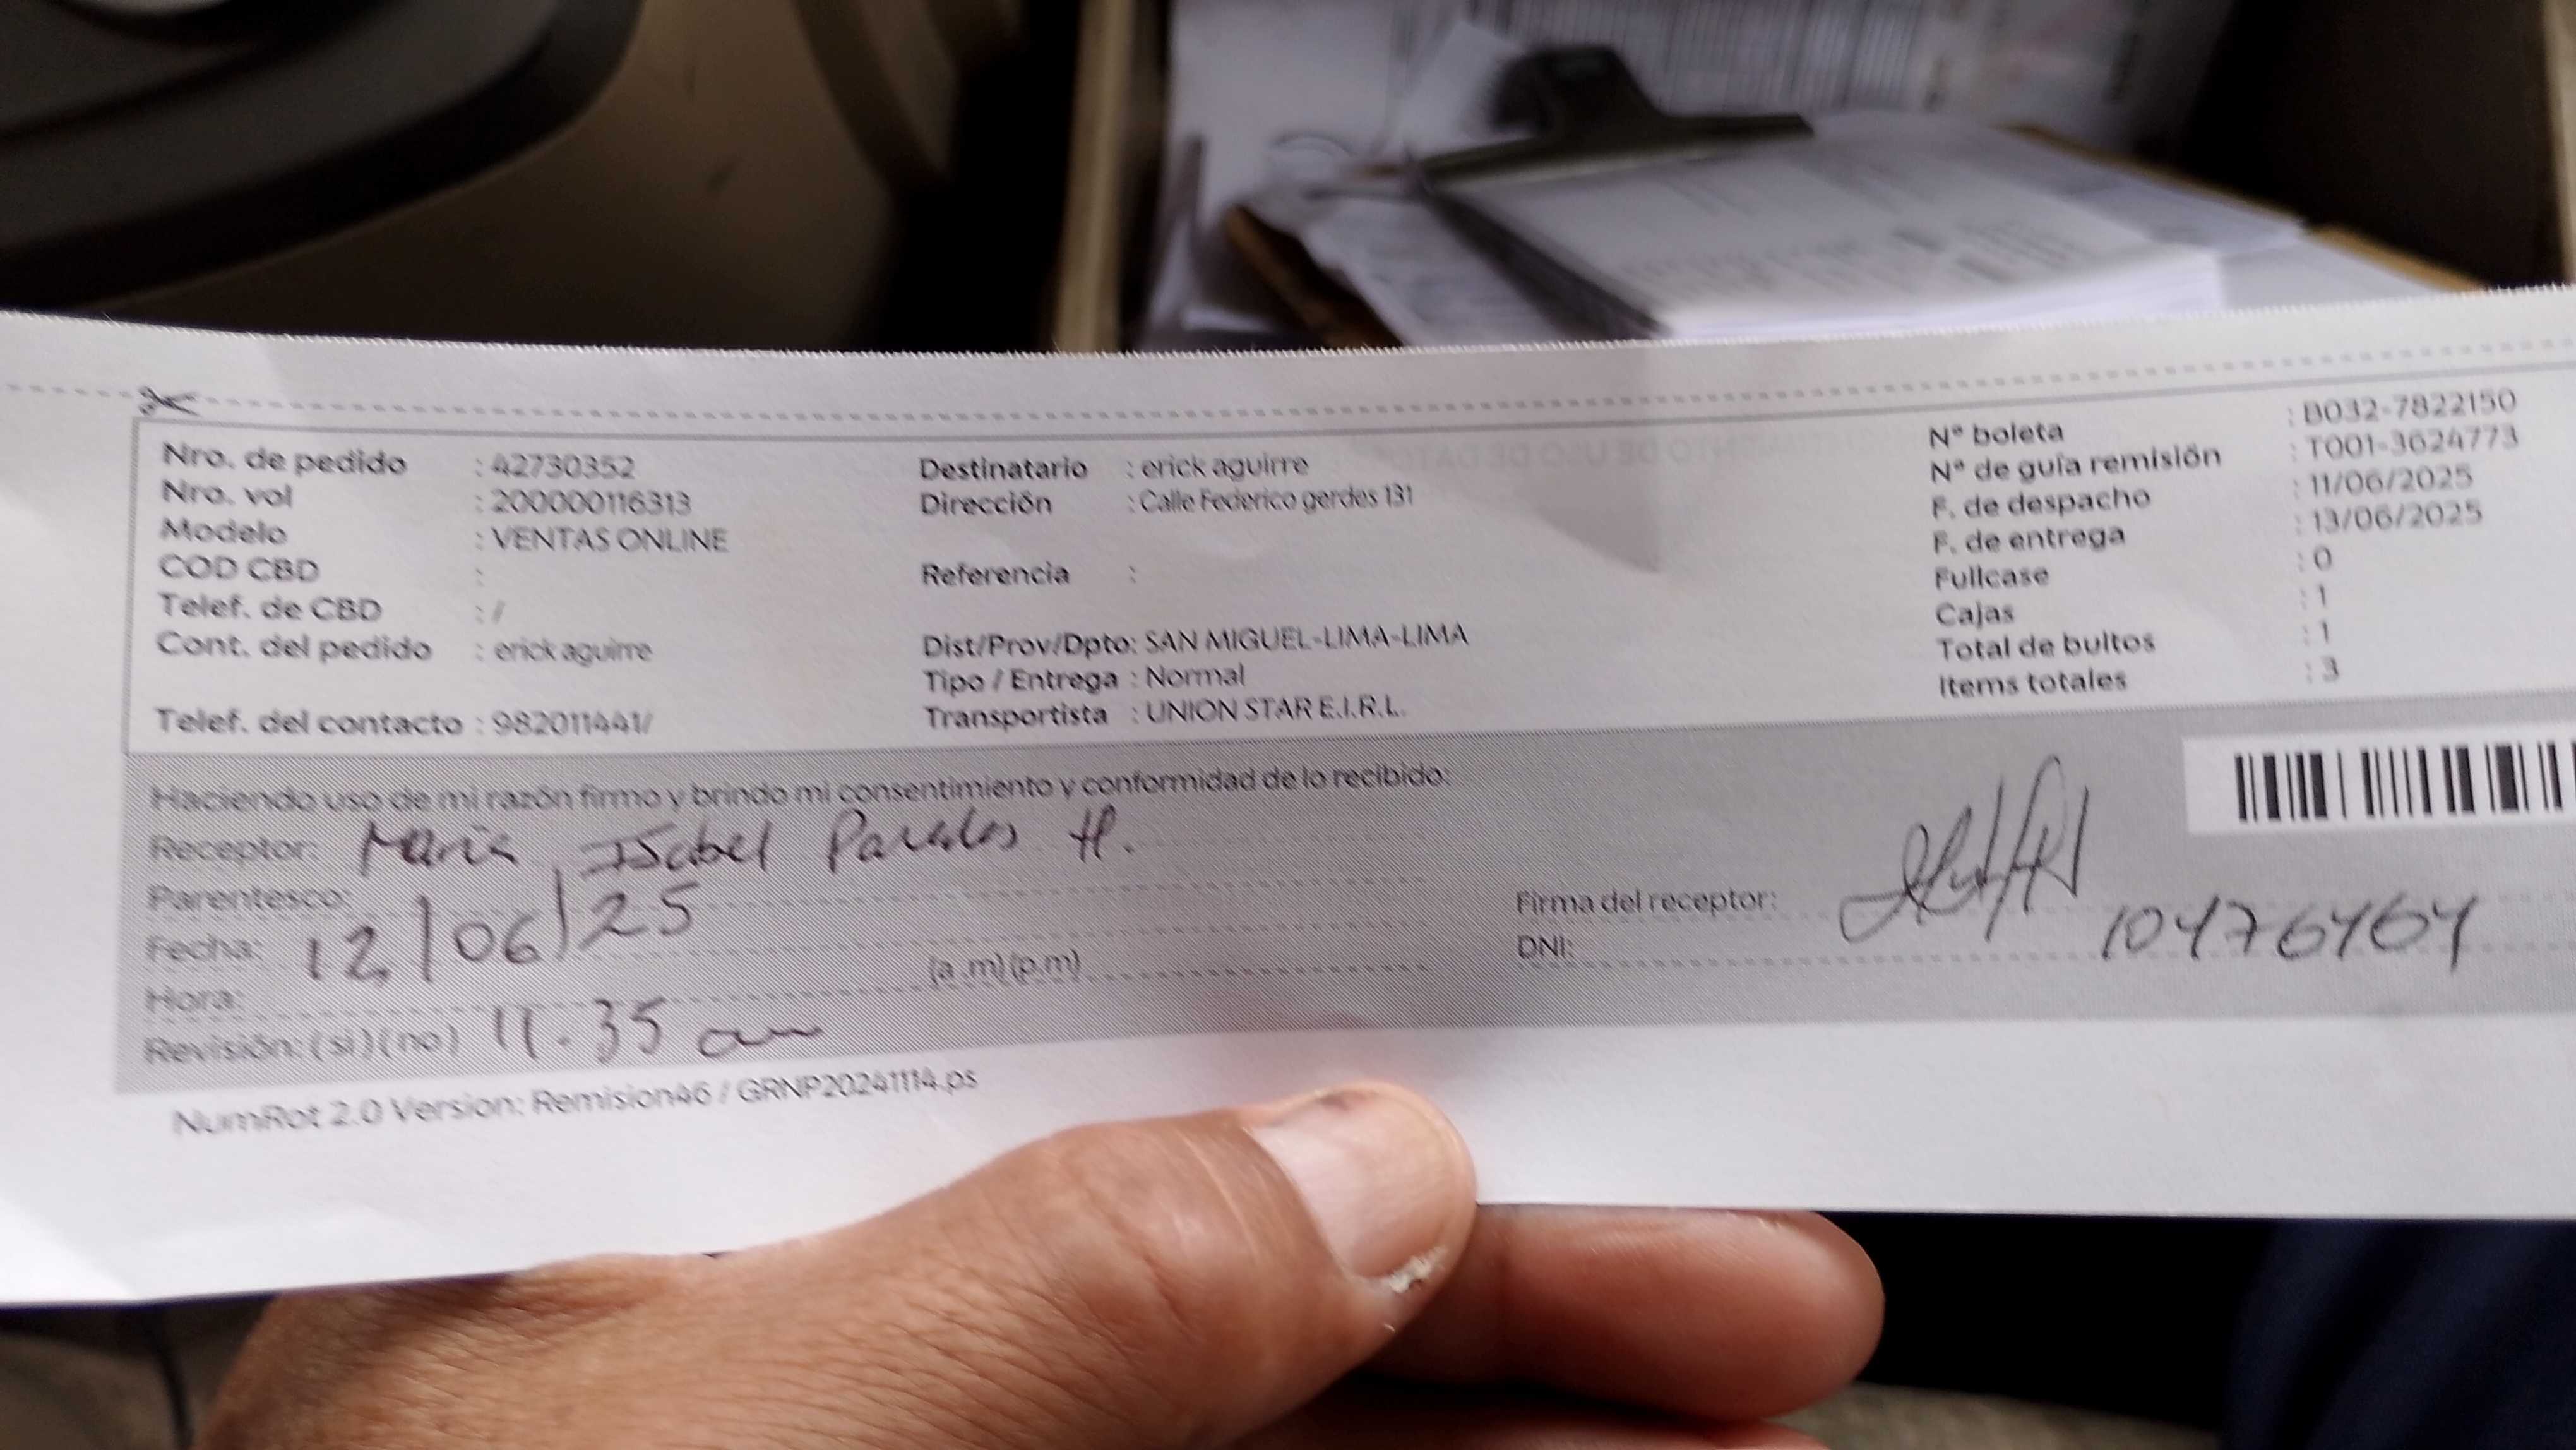 Nro. de pedido : 42730352
Nro. vol : 200000116313
Modelo : VENTAS ONLINE
COD CBD :
Telef. de CBD : /
Cont. del pedido : erick aguirre
Telef. del contacto : 982011441/
Destinatario : erick aguirre
Dirección : Calle Federico gerdes 131
Referencia :
Dist/Prov/Dpto: SAN MIGUEL-LIMA-LIMA
Tipo / Entrega : Normal
Transportista : UNION STAR E.I.R.L.
N° boleta : B032-7822150
N° de guía remisión : T001-3624773
F. de despacho : 11/06/2025
F. de entrega : 13/06/2025
Fullcase : 0
Cajas : 1
Total de bultos : 1
Items totales : 3
Haciendo uso de mi razón firmo y brindo mi consentimiento y conformidad de lo recibido:
Receptor: María Isabel H.
Parentesco:
Fecha: 12/06/25
Hora: (a.m)(p.m)
Revisión: (si)(no) 11.35 am
Firma del receptor:
DNI: 10476464
NumRot 2.0 Version: Remision46 / GRNP20241114.ps